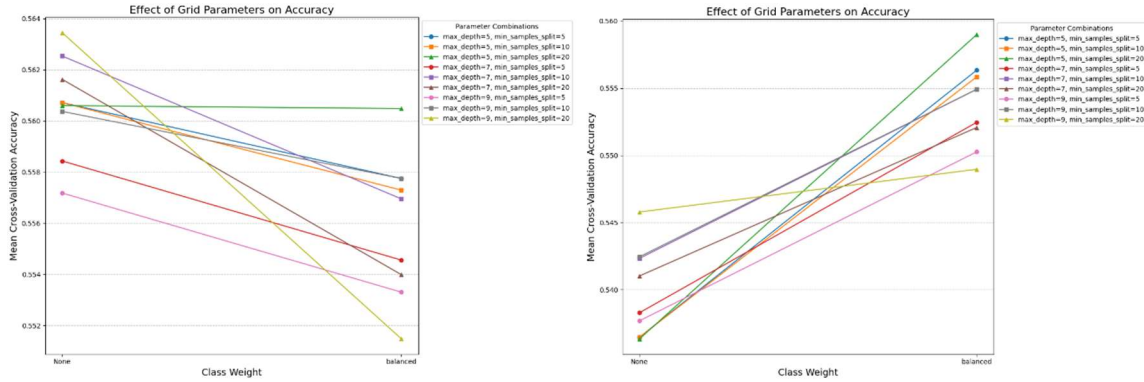 Effect of Grid Parameters on Accuracy
0.564
0.562
0.560
0.558
0.556
0.554
0.552
Mean Cross-Validation Accuracy
None
balanced
Class Weight
Parameter Combinations
max_depth=5, min_samples_split=5
max_depth=5, min_samples_split=10
max_depth=5, min_samples_split=20
max_depth=7, min_samples_split=5
max_depth=7, min_samples_split=10
max_depth=7, min_samples_split=20
max_depth=9, min_samples_split=5
max_depth=9, min_samples_split=10
max_depth=9, min_samples_split=20
Effect of Grid Parameters on Accuracy
0.560
0.555
0.550
0.545
0.540
Mean Cross-Validation Accuracy
None
balanced
Class Weight
Parameter Combinations
max_depth=5, min_samples_split=5
max_depth=5, min_samples_split=10
max_depth=5, min_samples_split=20
max_depth=7, min_samples_split=5
max_depth=7, min_samples_split=10
max_depth=7, min_samples_split=20
max_depth=9, min_samples_split=5
max_depth=9, min_samples_split=10
max_depth=9, min_samples_split=20